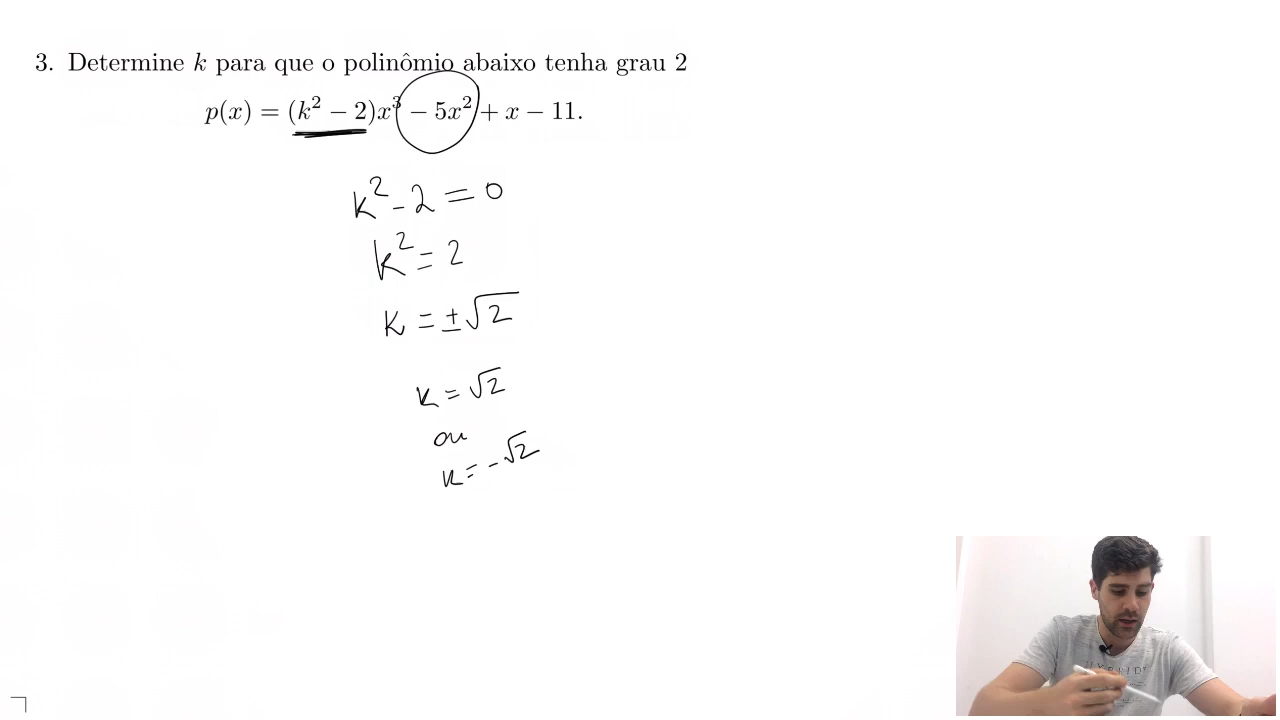 3. Determine k para que o polinômio abaixo tenha grau 2
p(x) = (k² − 2)x³ − 5x² + x − 11.
k² - 2 = 0
k² = 2
k = ±√2
k = √2
ou
k = -√2